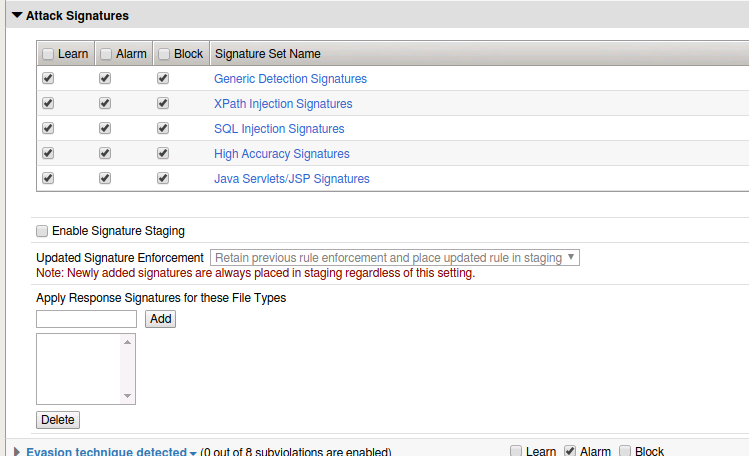 Attack Signatures
Learn Alarm Block Signature Set Name
Generic Detection Signatures
XPath Injection Signatures
SQL Injection Signatures
High Accuracy Signatures
Java Servlets/JSP Signatures
Enable Signature Staging
Updated Signature Enforcement Retain previous rule enforcement and place updated rule in staging
Note: Newly added signatures are always placed in staging regardless of this setting.
Apply Response Signatures for these File Types
Add
Delete
Evasion technique detected (0 out of 8 subviolations are enabled) Learn Alarm Block